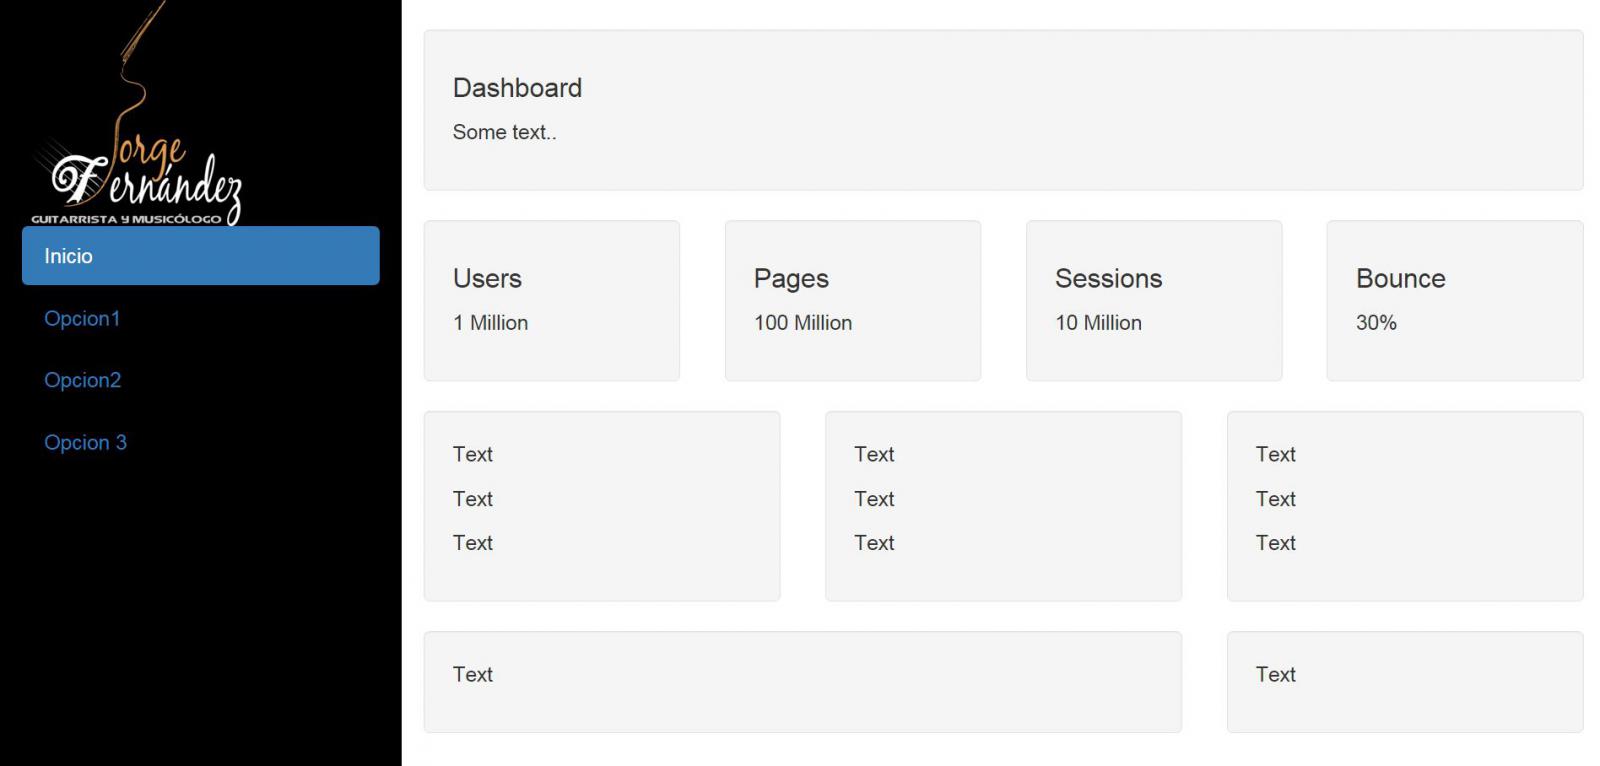 Jorge
Fernández
GUITARRISTA Y MUSICÓLOGO
Inicio
Opcion1
Opcion2
Opcion 3
Dashboard
Some text..
Users
1 Million
Pages
100 Million
Sessions
10 Million
Bounce
30%
Text
Text
Text
Text
Text
Text
Text
Text
Text
Text
Text